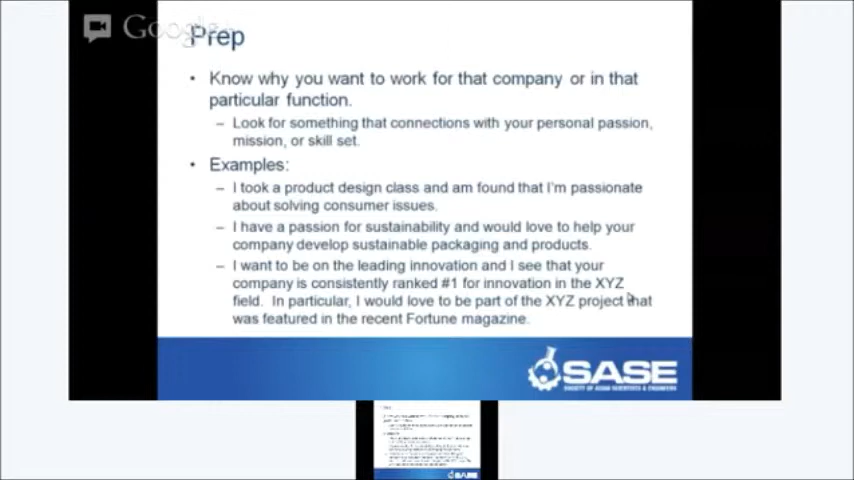 Google
Prep
• Know why you want to work for that company or in that
particular function.
– Look for something that connections with your personal passion,
mission, or skill set.
• Examples:
– I took a product design class and am found that I'm passionate
about solving consumer issues.
– I have a passion for sustainability and would love to help your
company develop sustainable packaging and products.
– I want to be on the leading innovation and I see that your
company is consistently ranked #1 for innovation in the XYZ
field. In particular, I would love to be part of the XYZ project that
was featured in the recent Fortune magazine.
SASE
SOCIETY OF ASIAN SCIENTISTS & ENGINEERS
SASE